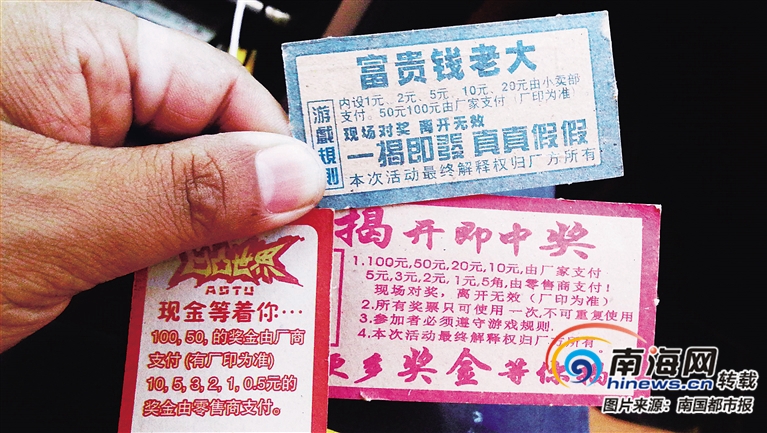 富贵钱老大
游戏规则
内设1元、2元、5元、10元、20元由小卖部
支付。50元100元由厂家支付(厂印为准)
现场对奖 离开无效
一揭即發 真真假假
本次活动最终解释权归厂方所有
揭开即中奖
1.100元,50元,20元,10元,由厂家支付
5元,3元,2元,1元,5角,由零售商支付!
现场对奖,离开无效(厂印为准)
2.所有奖票只可使用一次,不可重复使用
3.参加者必须遵守游戏规则.
4.本次活动最终解释权归厂方所有
更多奖金等你
ASTU
现金等着你…
100, 50, 的奖金由厂商
支付(有厂印为准)
10, 5, 3, 2, 1, 0.5元的
奖金由零售商支付。
南海网
hinews.cn 转载
图片来源：南国都市报